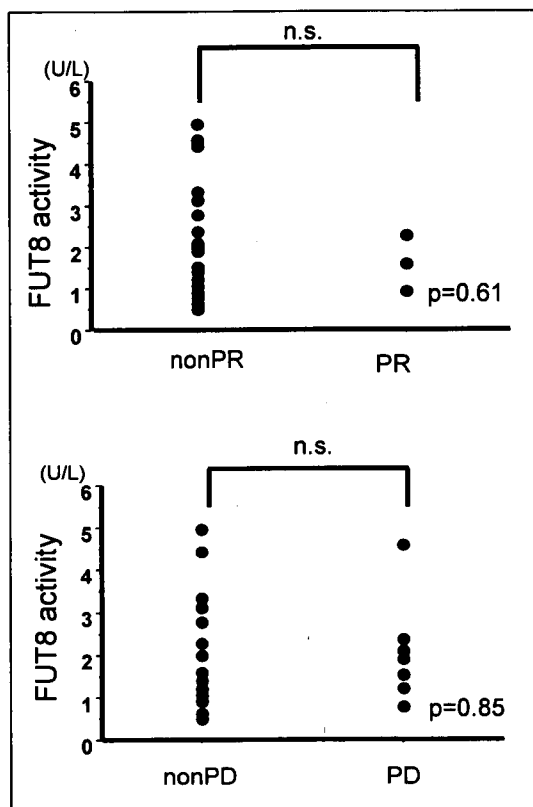 n.s.
(U/L)
6
5
4
3
2
1
0
FUT8 activity
p=0.61
nonPR PR
n.s.
(U/L)
6
5
4
3
2
1
0
FUT8 activity
p=0.85
nonPD PD